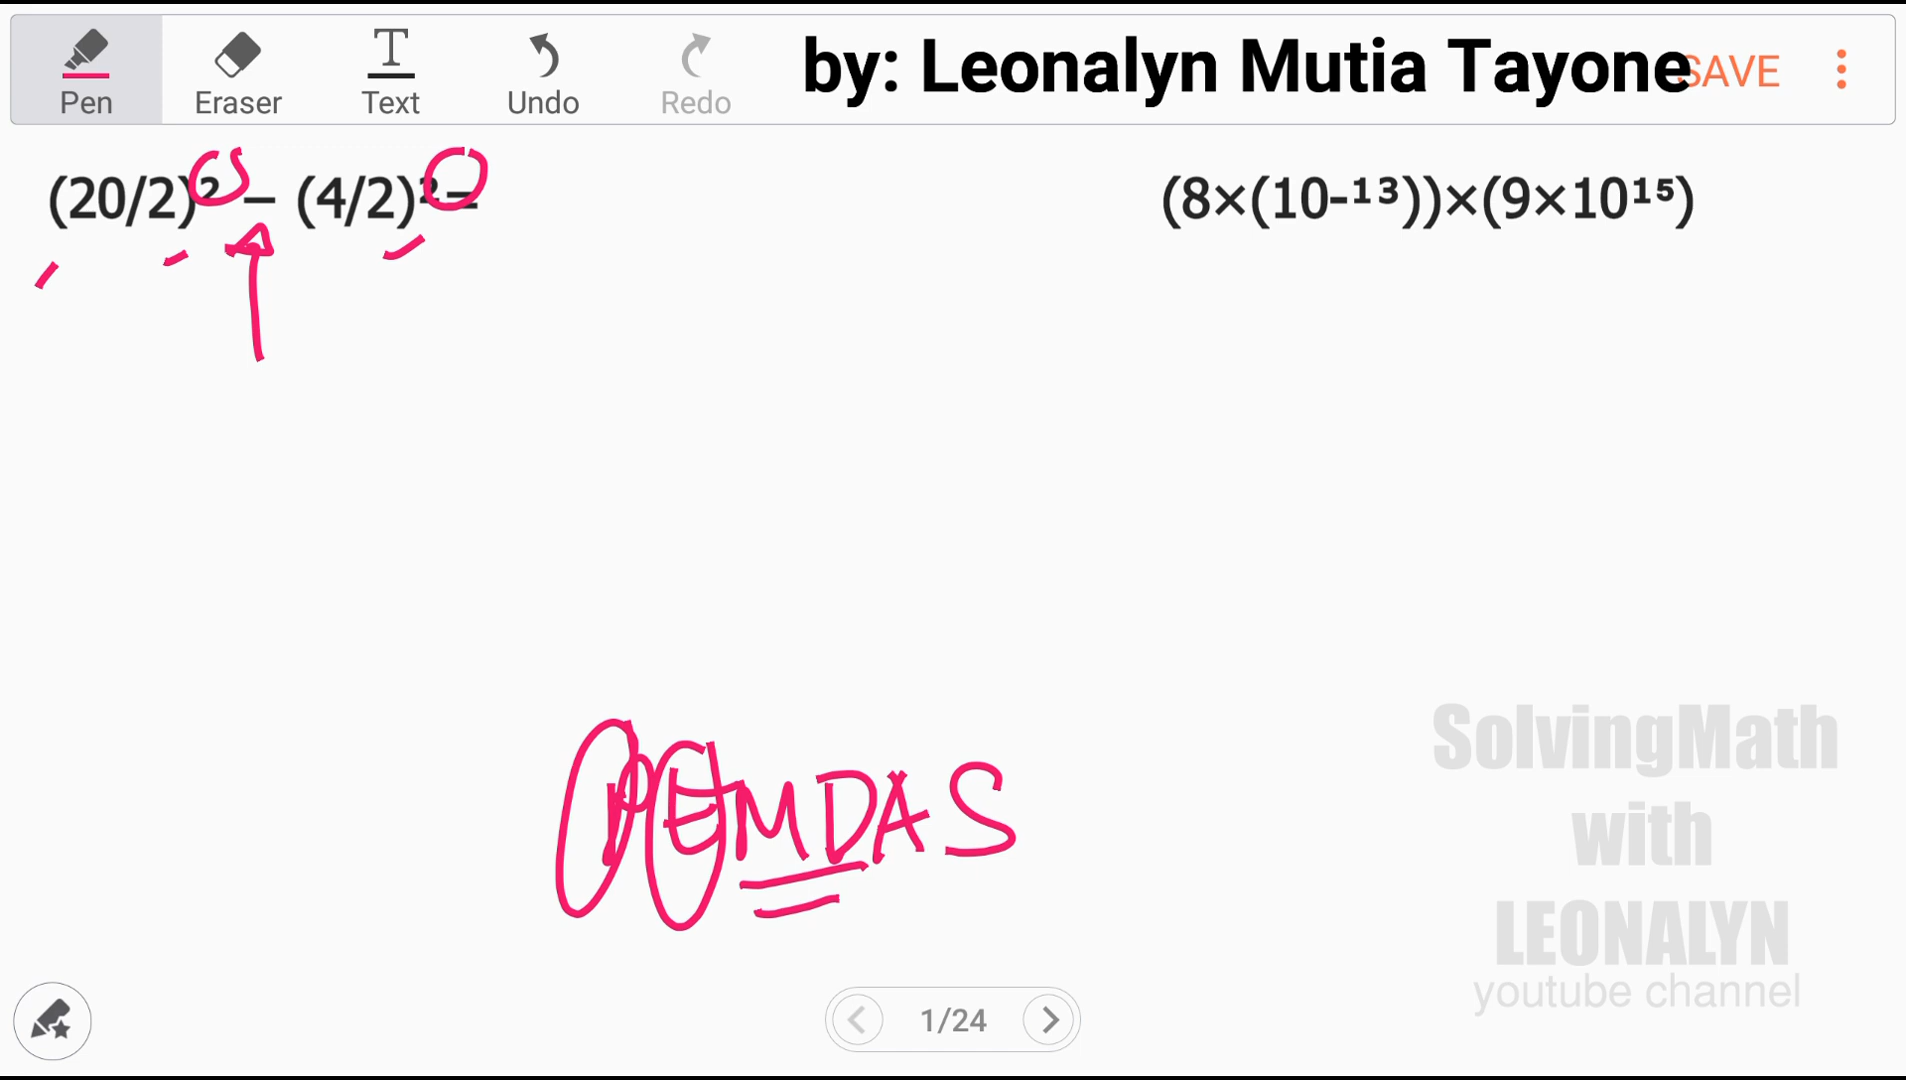 Pen Eraser Text Undo Redo by: Leonalyn Mutia Tayone SAVE
(20/2)² – (4/2)²= (8×(10-¹³))×(9×10¹⁵)
PEMDAS
SolvingMath
with
LEONALYN
youtube channel
1/24